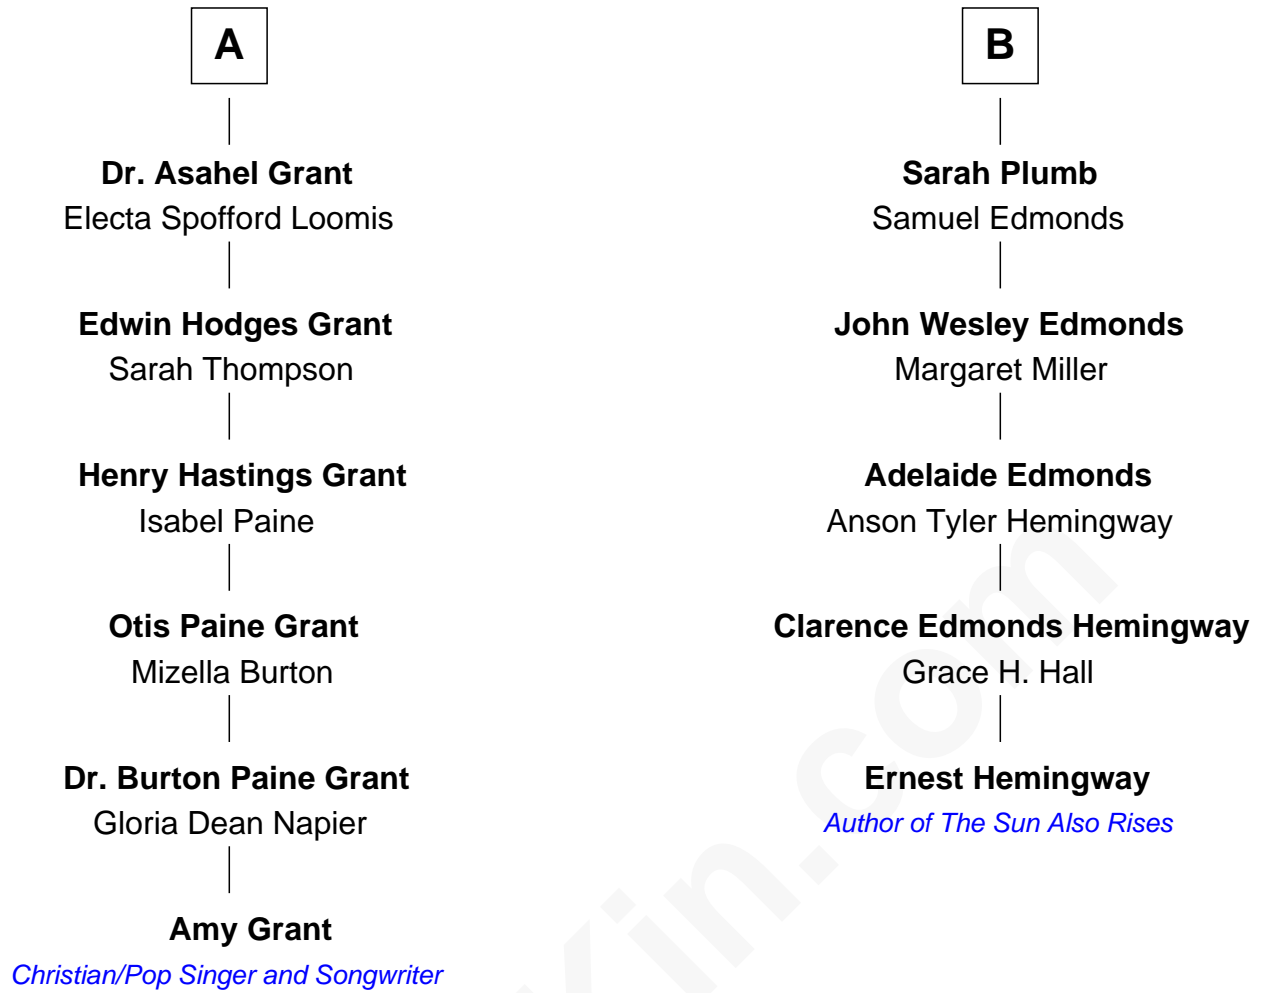 A
Dr. Asahel Grant
Electa Spofford Loomis
Edwin Hodges Grant
Sarah Thompson
Henry Hastings Grant
Isabel Paine
Otis Paine Grant
Mizella Burton
Dr. Burton Paine Grant
Gloria Dean Napier
Amy Grant
Christian/Pop Singer and Songwriter
B
Sarah Plumb
Samuel Edmonds
John Wesley Edmonds
Margaret Miller
Adelaide Edmonds
Anson Tyler Hemingway
Clarence Edmonds Hemingway
Grace H. Hall
Ernest Hemingway
Author of The Sun Also Rises